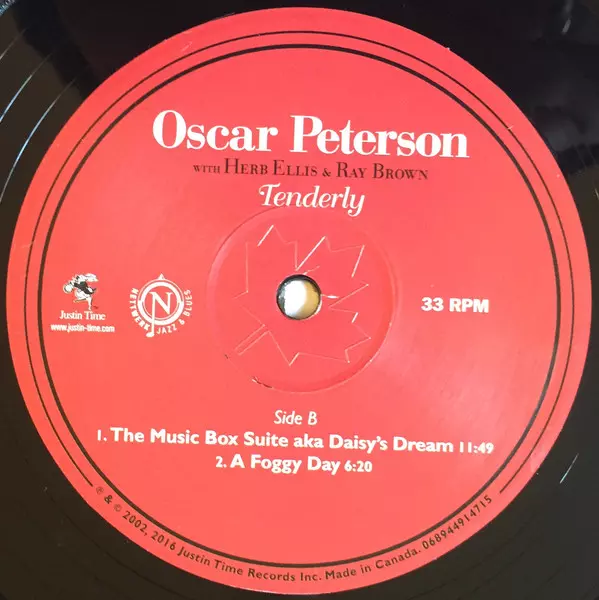 Oscar Peterson
WITH HERB ELLIS & RAY BROWN
Tenderly
Justin Time
www.justin-time.com
N
NETTWERK JAZZ & BLUES
33 RPM
Side B
1. The Music Box Suite aka Daisy's Dream 11:49
2. A Foggy Day 6:20
℗ & © 2002, 2016 Justin Time Records Inc. Made in Canada. 068944914715